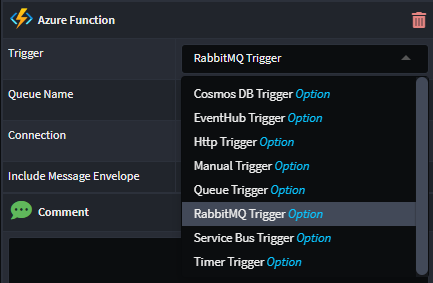 Azure Function
Trigger
RabbitMQ Trigger
Queue Name
Connection
Include Message Envelope
Comment
Cosmos DB Trigger Option
EventHub Trigger Option
Http Trigger Option
Manual Trigger Option
Queue Trigger Option
RabbitMQ Trigger Option
Service Bus Trigger Option
Timer Trigger Option